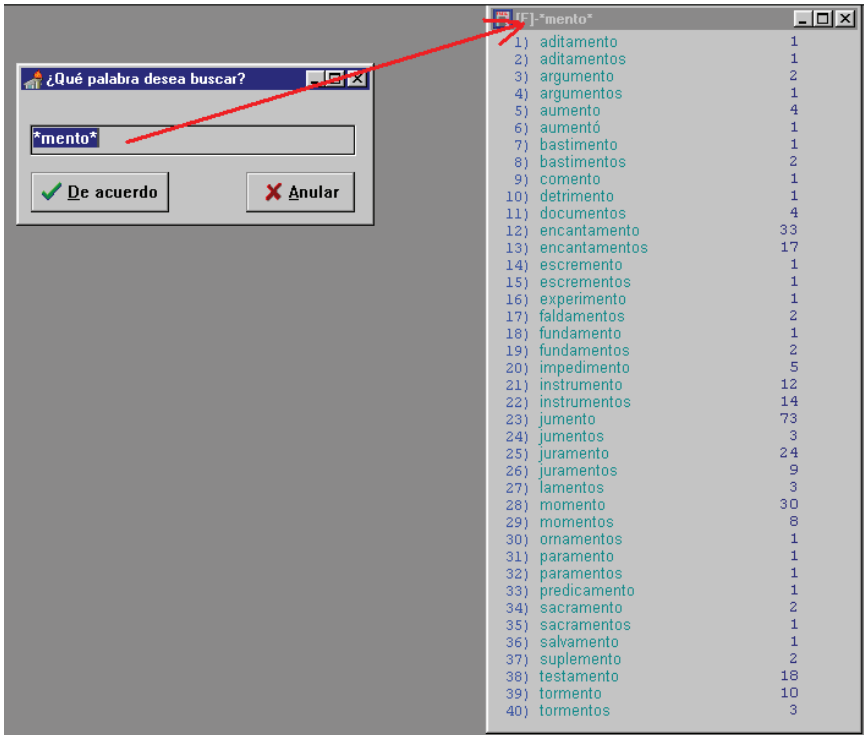 ¿Qué palabra desea buscar?
*mento*
De acuerdo
Anular
[F]-*mento*
1) aditamento 1
2) aditamentos 1
3) argumento 2
4) argumentos 1
5) aumento 4
6) aumentó 1
7) bastimento 1
8) bastimentos 2
9) comento 1
10) detrimento 1
11) documentos 4
12) encantamento 33
13) encantamentos 17
14) escremento 1
15) escrementos 1
16) experimento 1
17) faldamentos 2
18) fundamento 1
19) fundamentos 2
20) impedimento 5
21) instrumento 12
22) instrumentos 14
23) jumento 73
24) jumentos 3
25) juramento 24
26) juramentos 9
27) lamentos 3
28) momento 30
29) momentos 8
30) ornamentos 1
31) paramento 1
32) paramentos 1
33) predicamento 1
34) sacramento 2
35) sacramentos 1
36) salvamento 1
37) suplemento 2
38) testamento 18
39) tormento 10
40) tormentos 3